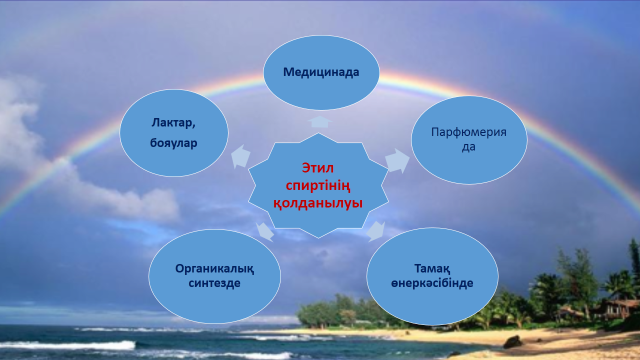 Медицинада
Лактар,
бояулар
Парфюмерия
да
Этил
спиртінің
қолданылуы
Органикалық
синтезде
Тамақ
өнеркәсібінде